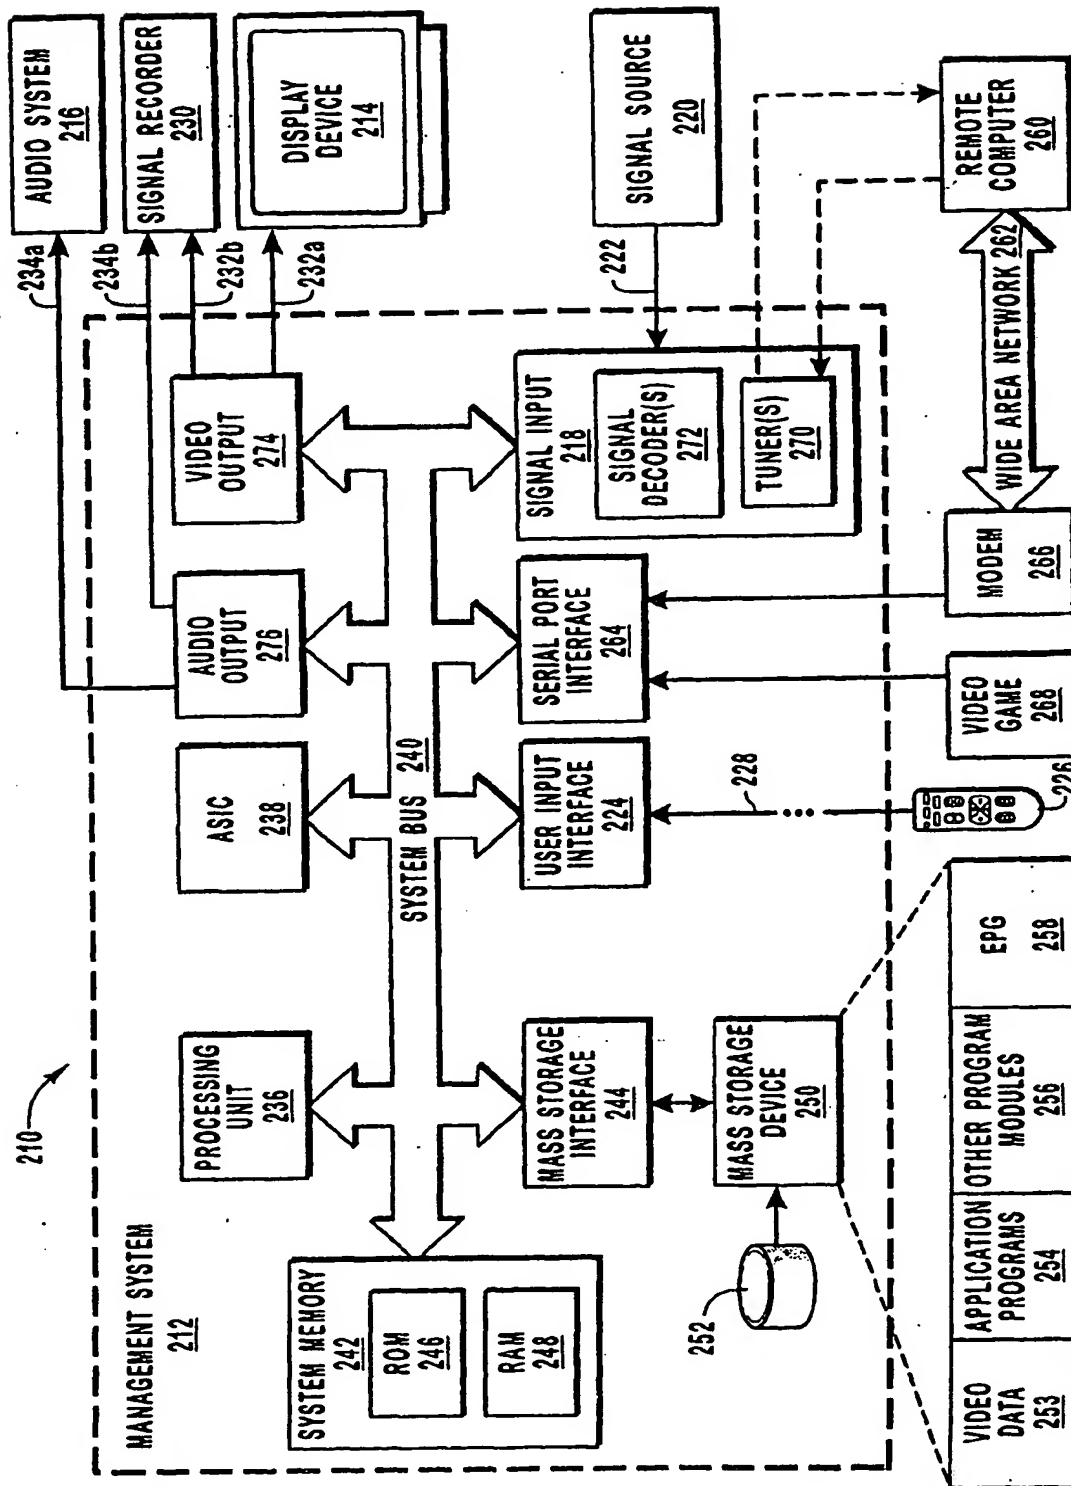 210
MANAGEMENT SYSTEM
212
SYSTEM MEMORY
242
ROM
246
RAM
248
PROCESSING
UNIT
236
ASIC
238
AUDIO
OUTPUT
276
VIDEO
OUTPUT
274
234a
234b
232b
232a
AUDIO SYSTEM
216
SIGNAL RECORDER
230
DISPLAY
DEVICE
214
SYSTEM BUS 240
MASS STORAGE
INTERFACE
244
USER INPUT
INTERFACE
224
SERIAL PORT
INTERFACE
264
SIGNAL INPUT
218
SIGNAL
DECODER(S)
272
TUNER(S)
270
222
SIGNAL SOURCE
220
252
MASS STORAGE
DEVICE
250
228
226
VIDEO
GAME
268
MODEM
266
WIDE AREA NETWORK 262
REMOTE
COMPUTER
260
VIDEO
DATA
253
APPLICATION
PROGRAMS
254
OTHER PROGRAM
MODULES
256
EPG
258